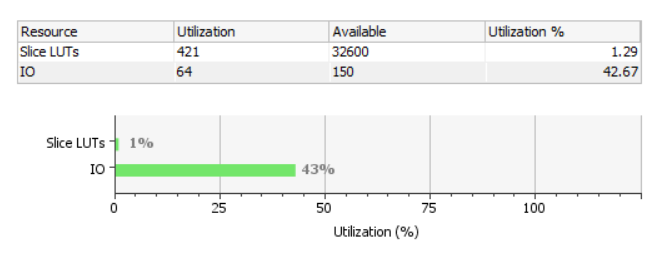 Resource Utilization Available Utilization %
Slice LUTs 421 32600 1.29
IO 64 150 42.67
Slice LUTs 1%
IO 43%
0 25 50 75 100
Utilization (%)